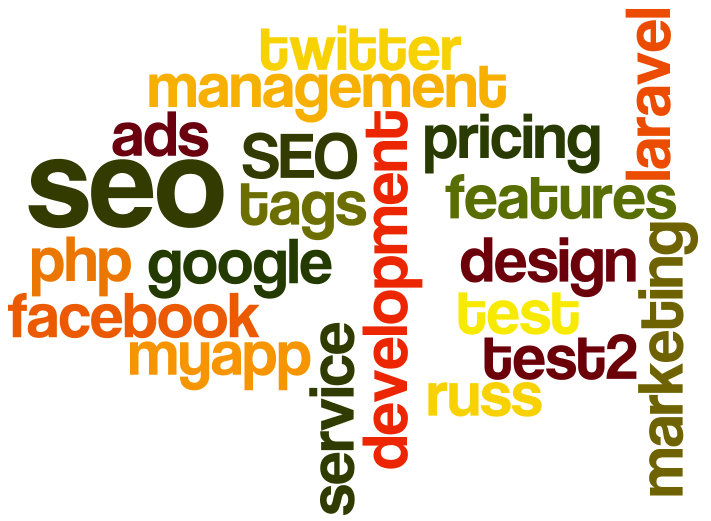 twitter
management
laravel
ads
SEO
pricing
seo
tags
development
features
php
google
design
marketing
facebook
test
myapp
service
test2
russ